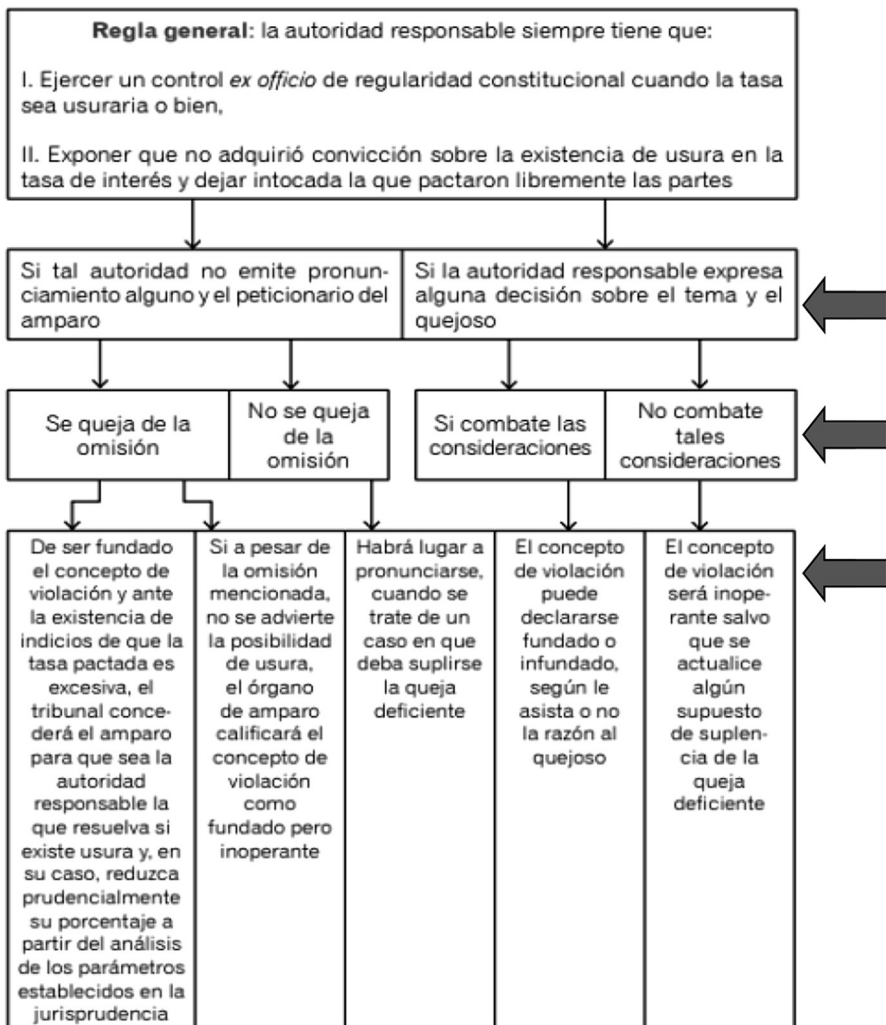 Regla general: la autoridad responsable siempre tiene que:
I. Ejercer un control ex officio de regularidad constitucional cuando la tasa
sea usuraria o bien,
II. Exponer que no adquirió convicción sobre la existencia de usura en la
tasa de interés y dejar intocada la que pactaron libremente las partes
Si tal autoridad no emite pronun-
ciamiento alguno y el peticionario del
amparo
Si la autoridad responsable expresa
alguna decisión sobre el tema y el
quejoso
Se queja de la
omisión
No se queja
de la
omisión
Si combate las
consideraciones
No combate
tales
consideraciones
De ser fundado
el concepto de
violación y ante
la existencia de
indicios de que la
tasa pactada es
excesiva, el
tribunal conce-
derá el amparo
para que sea la
autoridad
responsable la
que resuelva si
existe usura y, en
su caso, reduzca
prudencialmente
su porcentaje a
partir del análisis
de los parámetros
establecidos en la
jurisprudencia
Si a pesar de
la omisión
mencionada,
no se advierte
la posibilidad
de usura,
el órgano
de amparo
calificará el
concepto de
violación
como
fundado pero
inoperante
Habrá lugar a
pronunciarse,
cuando se
trate de un
caso en que
deba suplirse
la queja
deficiente
El concepto
de violación
puede
declararse
fundado o
infundado,
según le
asista o no
la razón al
quejoso
El concepto
de violación
será inope-
rante salvo
que se
actualice
algún
supuesto
de suplen-
cia de la
queja
deficiente